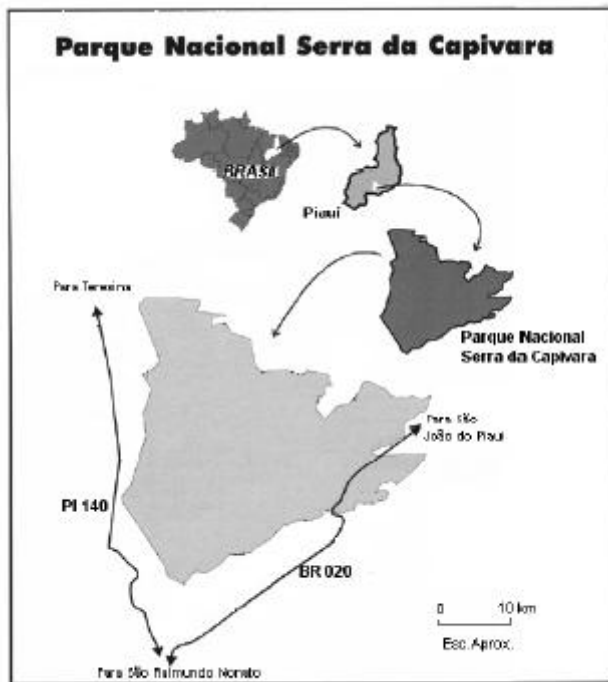 Parque Nacional Serra da Capivara
BRASIL
Piauí
Parque Nacional
Serra da Capivara
Para Teresina
Para São
João do Piauí
PI 140
BR 020
0 10 km
Esc. Aprox.
Para São Raimundo Nonato